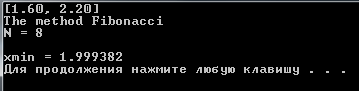 [1.60, 2.20]
The method Fibonacci
N = 8
xmin = 1.999382
Для продолжения нажмите любую клавишу . . .